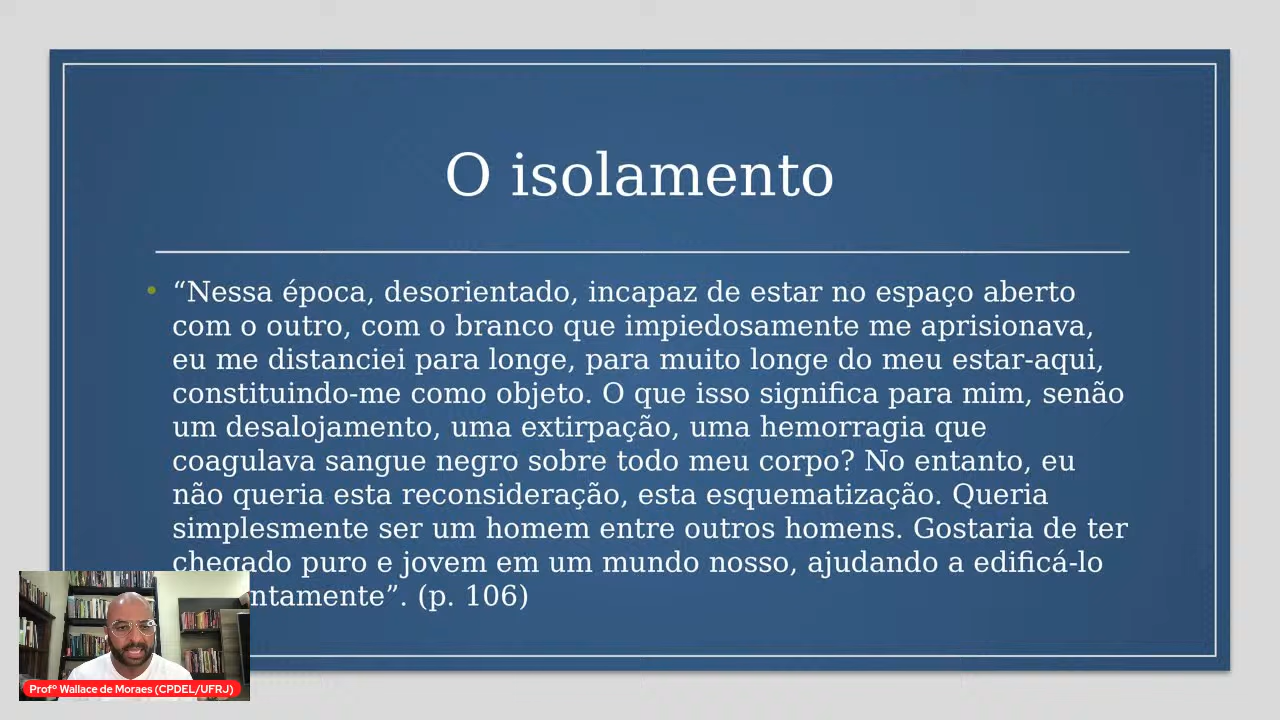 O isolamento
“Nessa época, desorientado, incapaz de estar no espaço aberto
com o outro, com o branco que impiedosamente me aprisionava,
eu me distanciei para longe, para muito longe do meu estar-aqui,
constituindo-me como objeto. O que isso significa para mim, senão
um desalojamento, uma extirpação, uma hemorragia que
coagulava sangue negro sobre todo meu corpo? No entanto, eu
não queria esta reconsideração, esta esquematização. Queria
simplesmente ser um homem entre outros homens. Gostaria de ter
chegado puro e jovem em um mundo nosso, ajudando a edificá-lo
ntamente”. (p. 106)
Profº Wallace de Moraes (CPDEL/UFRJ)